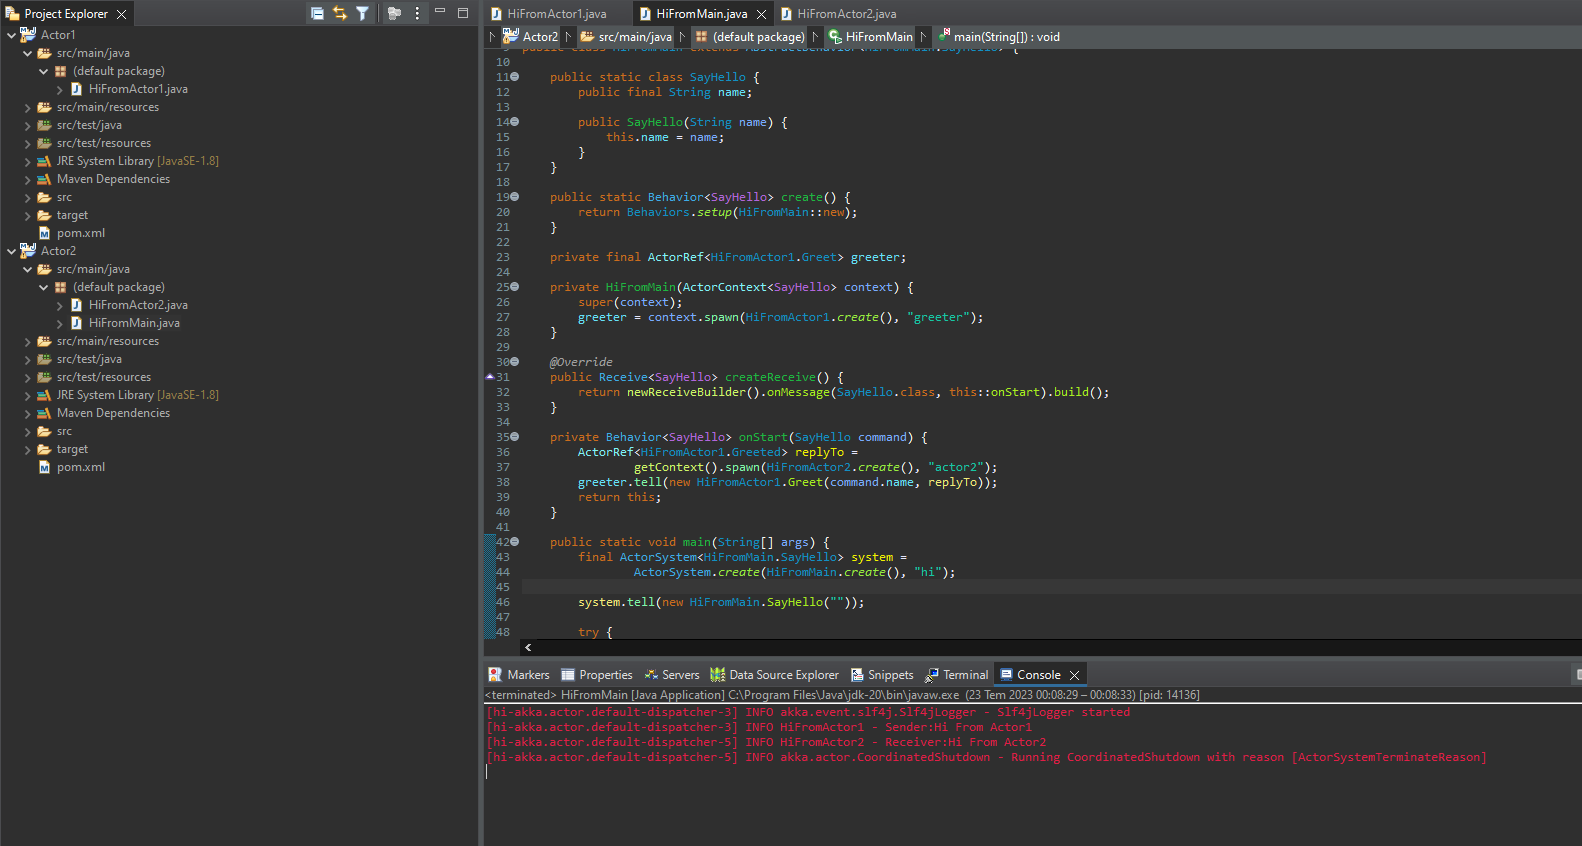 Project Explorer
Actor1
src/main/java
(default package)
HiFromActor1.java
src/main/resources
src/test/java
src/test/resources
JRE System Library [JavaSE-1.8]
Maven Dependencies
src
target
pom.xml
Actor2
src/main/java
(default package)
HiFromActor2.java
HiFromMain.java
src/main/resources
src/test/java
src/test/resources
JRE System Library [JavaSE-1.8]
Maven Dependencies
src
target
pom.xml
HiFromActor1.java HiFromMain.java HiFromActor2.java
Actor2 src/main/java (default package) HiFromMain main(String[]) : void
9 public class HiFromMain extends AbstractBehavior<HiFromMain.SayHello> {
10
11 public static class SayHello {
12 public final String name;
13
14 public SayHello(String name) {
15 this.name = name;
16 }
17 }
18
19 public static Behavior<SayHello> create() {
20 return Behaviors.setup(HiFromMain::new);
21 }
22
23 private final ActorRef<HiFromActor1.Greet> greeter;
24
25 private HiFromMain(ActorContext<SayHello> context) {
26 super(context);
27 greeter = context.spawn(HiFromActor1.create(), "greeter");
28 }
29
30 @Override
31 public Receive<SayHello> createReceive() {
32 return newReceiveBuilder().onMessage(SayHello.class, this::onStart).build();
33 }
34
35 private Behavior<SayHello> onStart(SayHello command) {
36 ActorRef<HiFromActor1.Greeted> replyTo =
37 getContext().spawn(HiFromActor2.create(), "actor2");
38 greeter.tell(new HiFromActor1.Greet(command.name, replyTo));
39 return this;
40 }
41
42 public static void main(String[] args) {
43 final ActorSystem<HiFromMain.SayHello> system =
44 ActorSystem.create(HiFromMain.create(), "hi");
45
46 system.tell(new HiFromMain.SayHello(""));
47
48 try {
Markers Properties Servers Data Source Explorer Snippets Terminal Console
<terminated> HiFromMain [Java Application] C:\Program Files\Java\jdk-20\bin\javaw.exe (23 Tem 2023 00:08:29 – 00:08:33) [pid: 14136]
[hi-akka.actor.default-dispatcher-3] INFO akka.event.slf4j.Slf4jLogger - Slf4jLogger started
[hi-akka.actor.default-dispatcher-3] INFO HiFromActor1 - Sender:Hi From Actor1
[hi-akka.actor.default-dispatcher-5] INFO HiFromActor2 - Receiver:Hi From Actor2
[hi-akka.actor.default-dispatcher-5] INFO akka.actor.CoordinatedShutdown - Running CoordinatedShutdown with reason [ActorSystemTerminateReason]